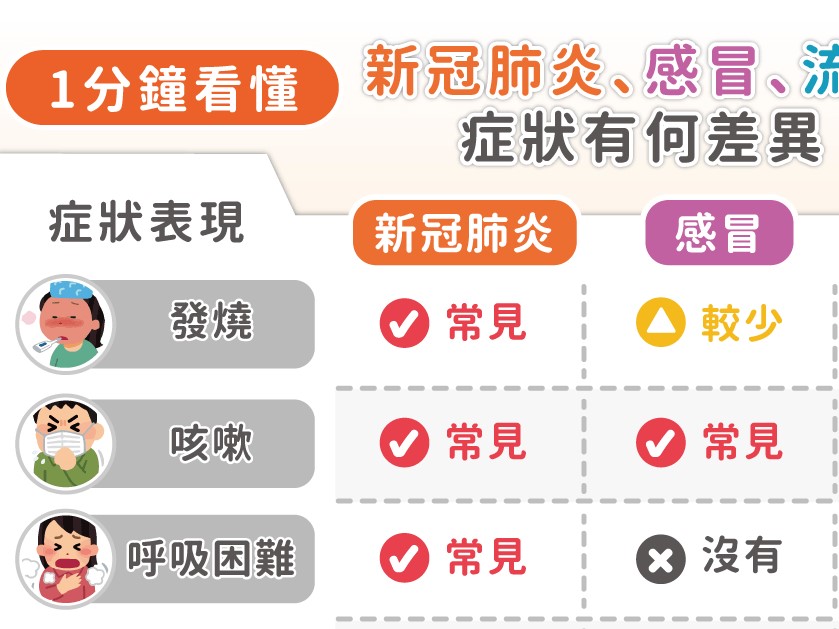 1分鐘看懂
新冠肺炎、感冒、流
症狀有何差異
症狀表現 新冠肺炎 感冒
發燒 常見 較少
咳嗽 常見 常見
呼吸困難 常見 沒有